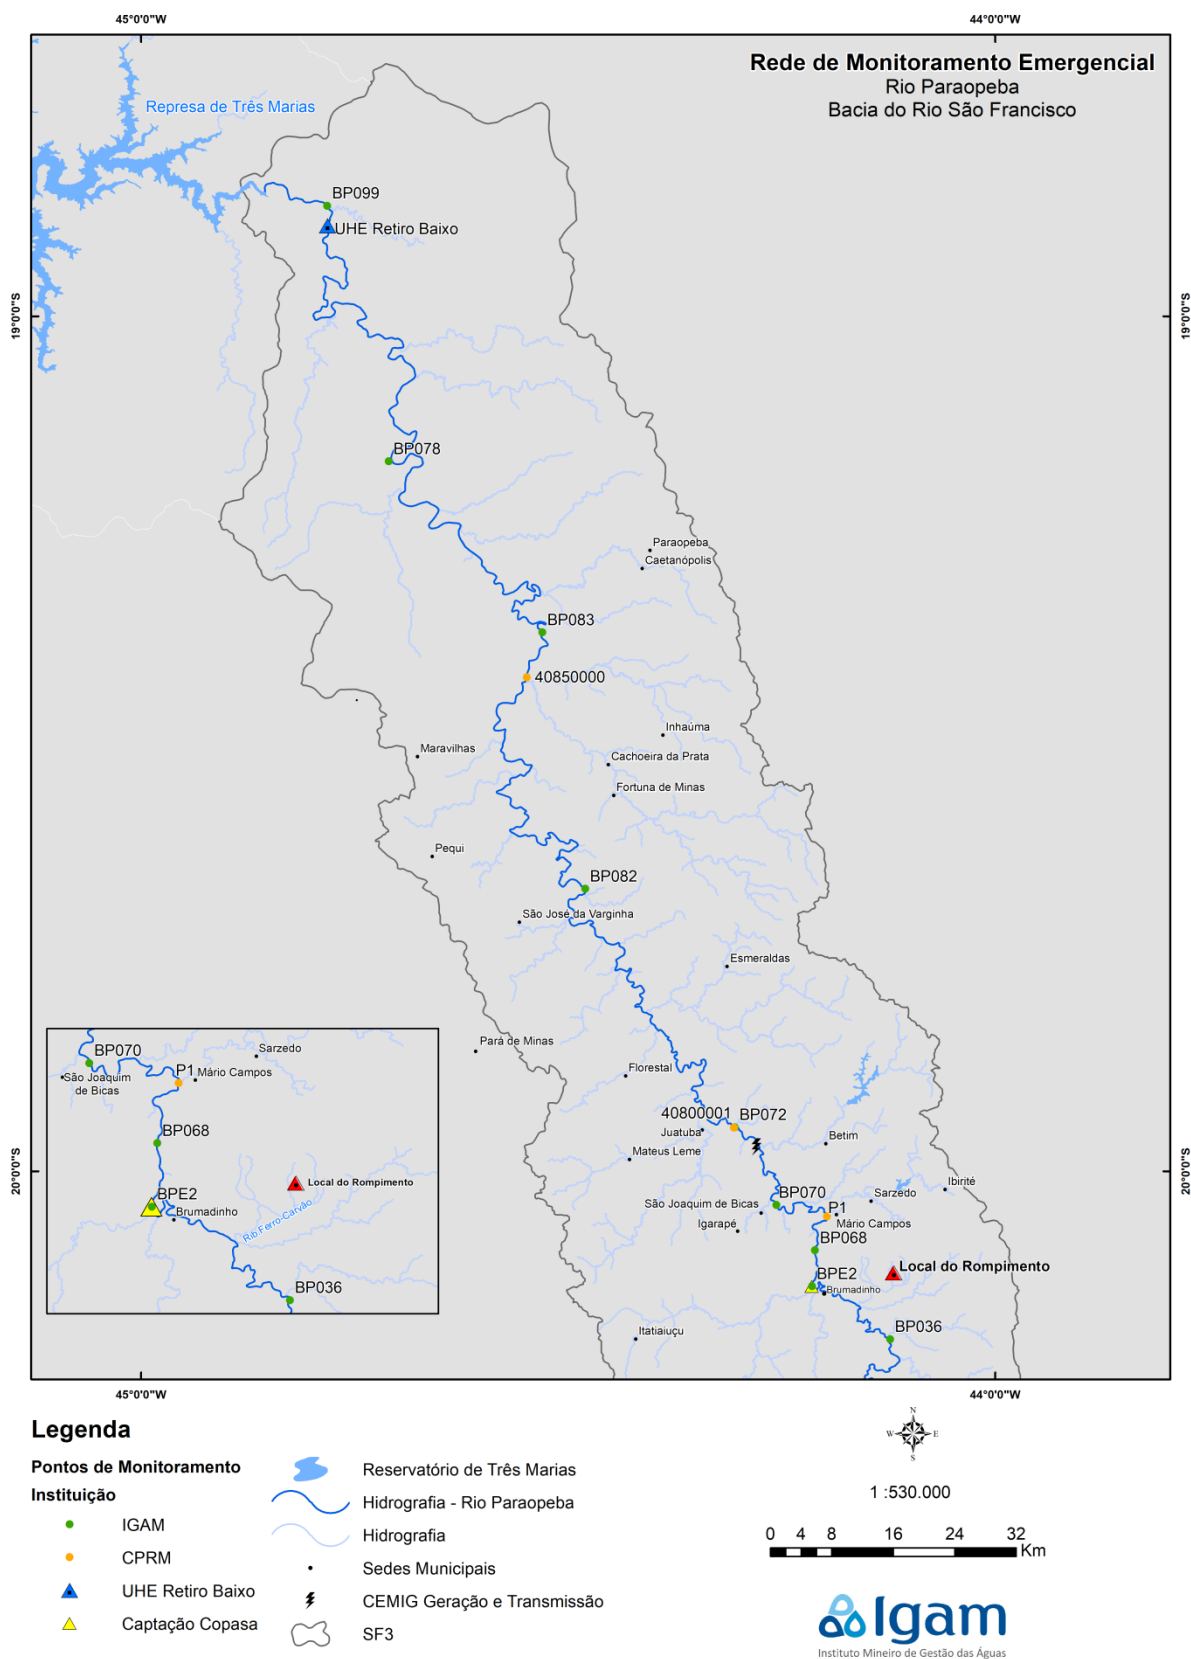 45°0'0"W
44°0'0"W
Rede de Monitoramento Emergencial
Rio Paraopeba
Bacia do Rio São Francisco
Represa de Três Marias
BP099
UHE Retiro Baixo
19°0'0"S
19°0'0"S
BP078
Paraopeba
Caetanópolis
BP083
40850000
Inhaúma
Maravilhas
Cachoeira da Prata
Fortuna de Minas
Pequi
BP082
São José da Varginha
Esmeraldas
Pará de Minas
Florestal
40800001
BP072
Juatuba
Betim
Mateus Leme
20°0'0"S
20°0'0"S
Ibirité
Sarzedo
São Joaquim de Bicas
BP070
P1
Mário Campos
Igarapé
BP068
Local do Rompimento
BPE2
Brumadinho
BP036
Itatiaiuçu
BP070
Sarzedo
P1
Mário Campos
São Joaquim
de Bicas
BP068
Local do Rompimento
BPE2
Brumadinho
Rib Ferro-Carvão
BP036
45°0'0"W
44°0'0"W
Legenda
Pontos de Monitoramento
Instituição
IGAM
CPRM
UHE Retiro Baixo
Captação Copasa
Reservatório de Três Marias
Hidrografia - Rio Paraopeba
Hidrografia
Sedes Municipais
CEMIG Geração e Transmissão
SF3
N
W E
S
1 :530.000
0 4 8 16 24 32
Km
Igam
Instituto Mineiro de Gestão das Águas